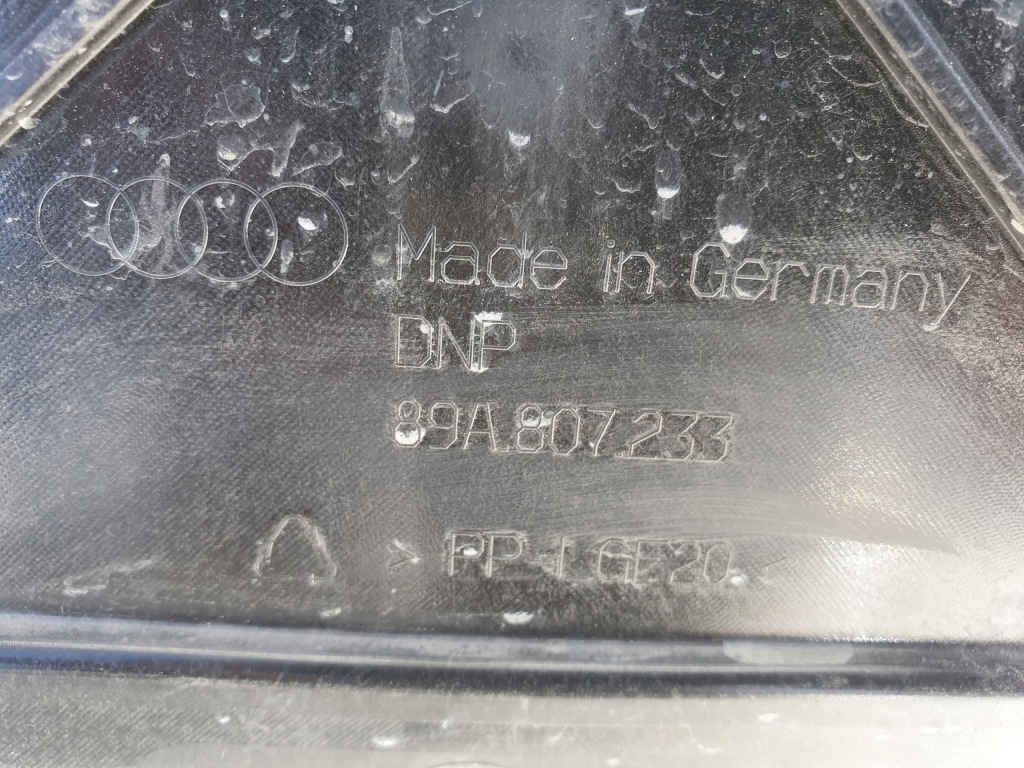 Made in Germany
DNP
89A.807.233
> PP-LGF20 <